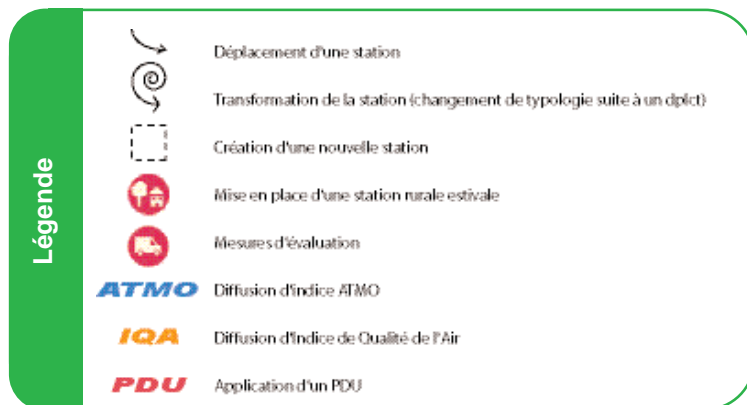 Légende
Déplacement d'une station
Transformation de la station (changement de typologie suite à un dplct)
Création d'une nouvelle station
Mise en place d'une station rurale estivale
Mesures d'évaluation
ATMO Diffusion d'indice ATMO
IQA Diffusion d'Indice de Qualité de l'Air
PDU Application d'un PDU